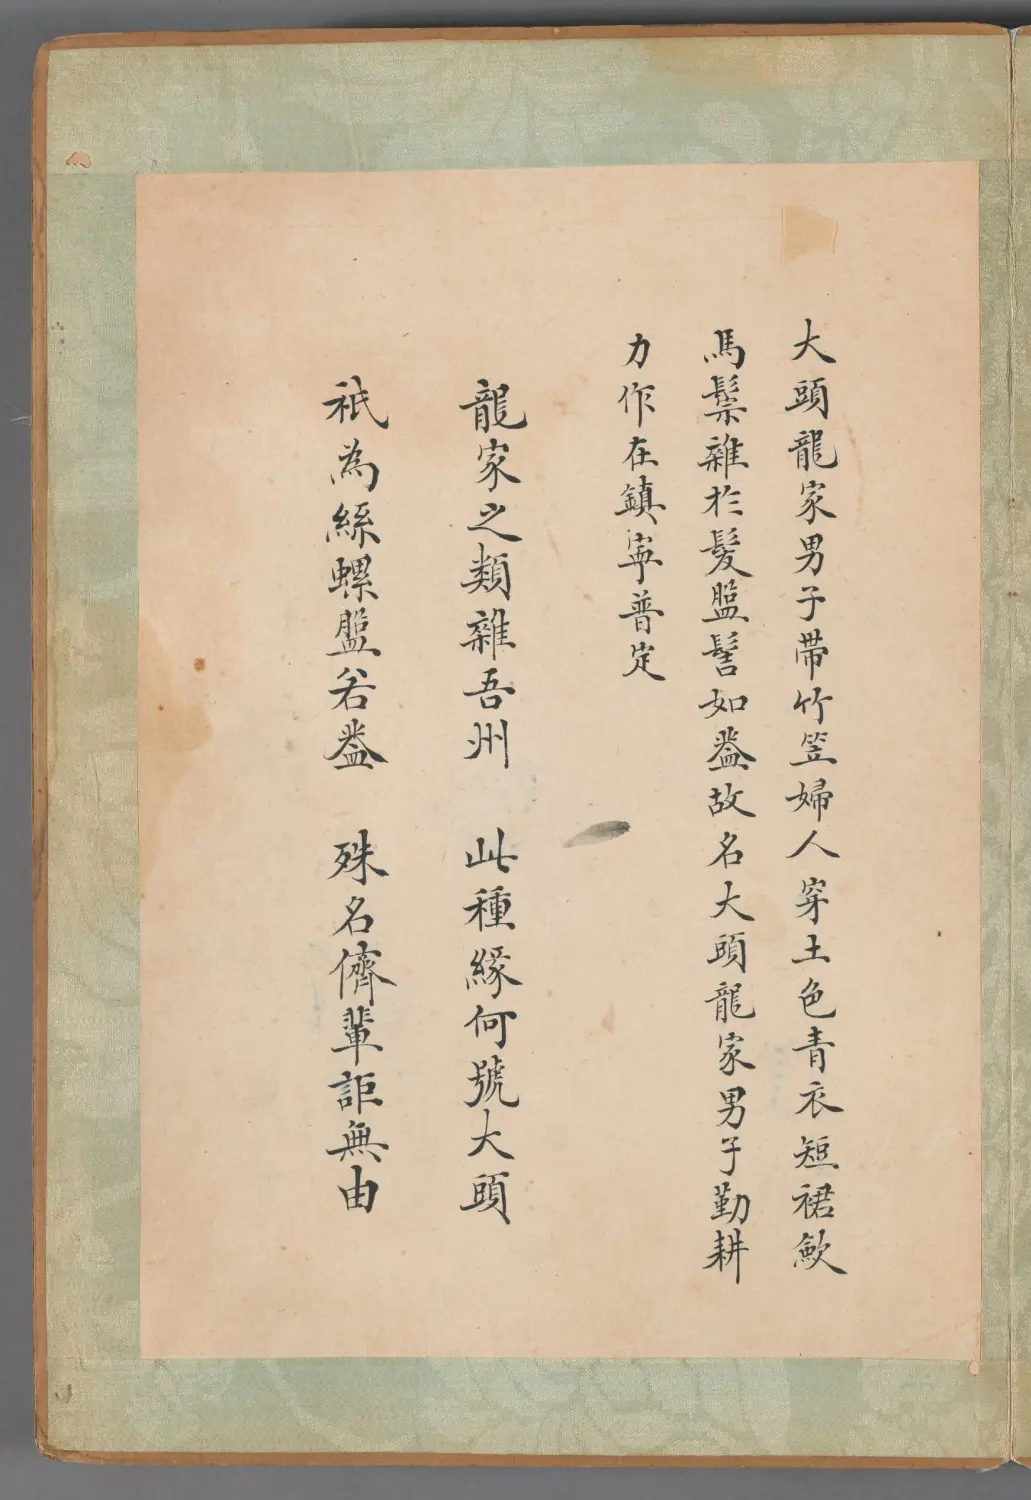 大頭龍家男子帶竹笠婦人穿土色青衣短裙歛
馬鬃雜於髮盤髻如葢故名大頭龍家男子勤耕
力作在鎮寧普定
龍家之類雜吾州　此種緣何號大頭
祇為絲螺盤若葢　殊名儕輩詎無由